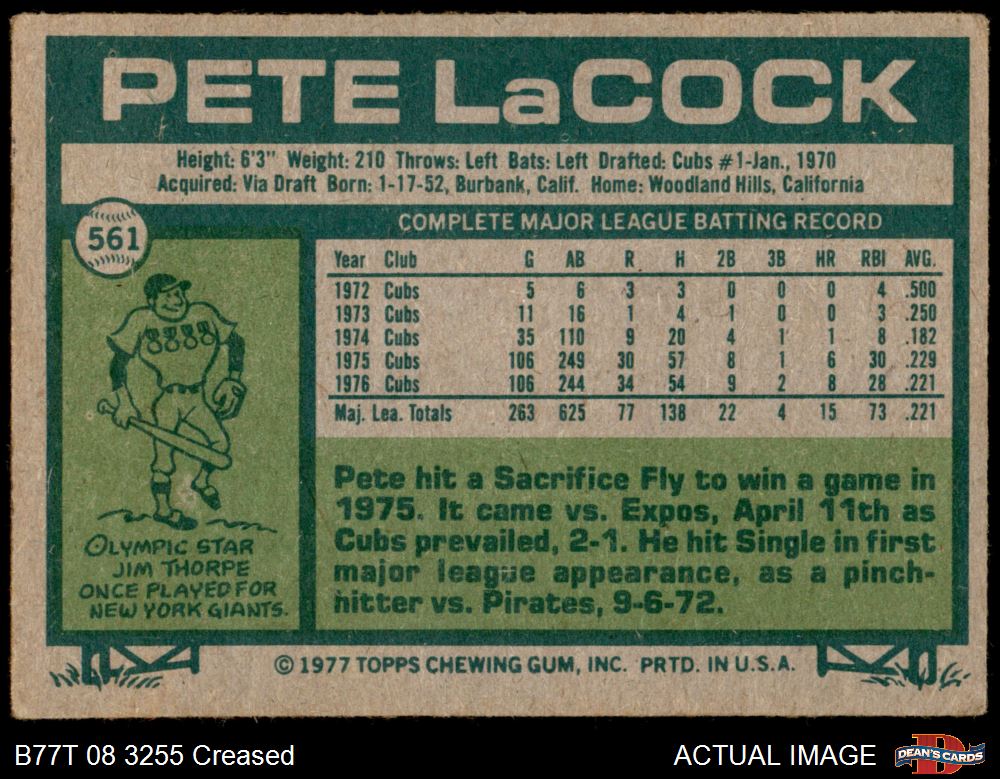 PETE LaCOCK
Height: 6'3" Weight: 210 Throws: Left Bats: Left Drafted: Cubs #1-Jan., 1970
Acquired: Via Draft Born: 1-17-52, Burbank, Calif. Home: Woodland Hills, California
561
COMPLETE MAJOR LEAGUE BATTING RECORD
Year Club G AB R H 2B 3B HR RBI AVG.
1972 Cubs 5 6 3 3 0 0 0 4 .500
1973 Cubs 11 16 1 4 1 0 0 3 .250
1974 Cubs 35 110 9 20 4 1 1 8 .182
1975 Cubs 106 249 30 57 8 1 6 30 .229
1976 Cubs 106 244 34 54 9 2 8 28 .221
Maj. Lea. Totals 263 625 77 138 22 4 15 73 .221
OLYMPIC STAR
JIM THORPE
ONCE PLAYED FOR
NEW YORK GIANTS.
Pete hit a Sacrifice Fly to win a game in
1975. It came vs. Expos, April 11th as
Cubs prevailed, 2-1. He hit Single in first
major league appearance, as a pinch-
hitter vs. Pirates, 9-6-72.
© 1977 TOPPS CHEWING GUM, INC. PRTD. IN U.S.A.
B77T 08 3255 Creased
ACTUAL IMAGE
DEAN'S CARDS